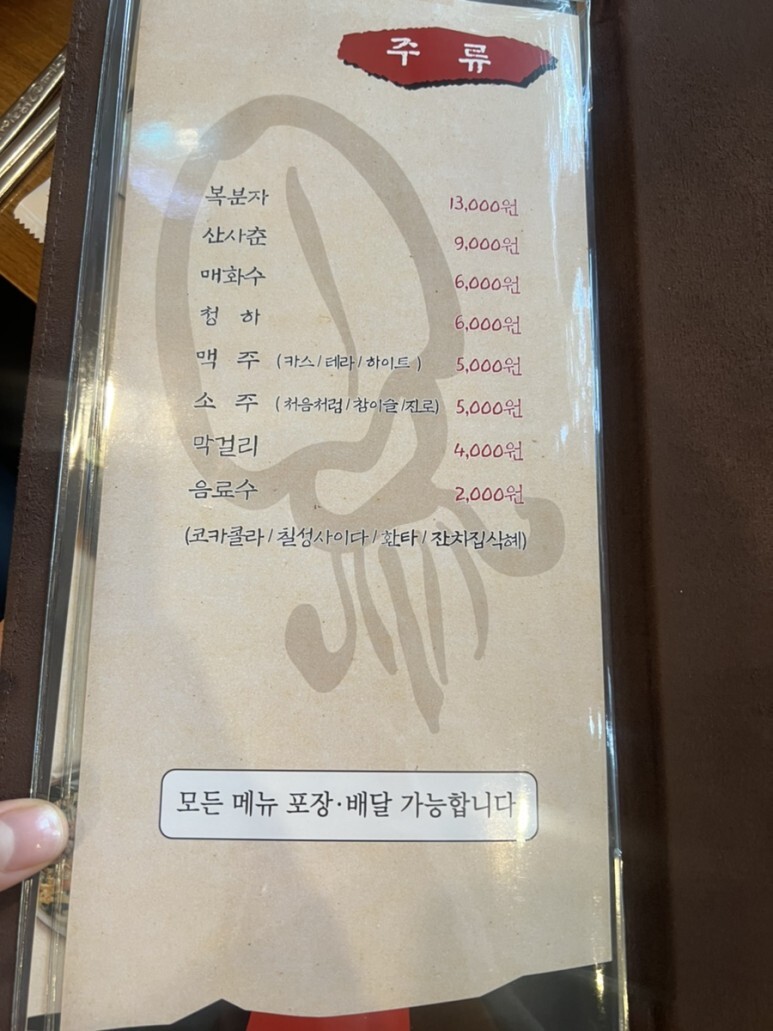 주 류
복분자 13,000원
산사춘 9,000원
매화수 6,000원
청 하 6,000원
맥 주 (카스/테라/하이트) 5,000원
소 주 (처음처럼/참이슬/진로) 5,000원
막걸리 4,000원
음료수 2,000원
(코카콜라/칠성사이다/환타/잔치집식혜)
모든 메뉴 포장·배달 가능합니다